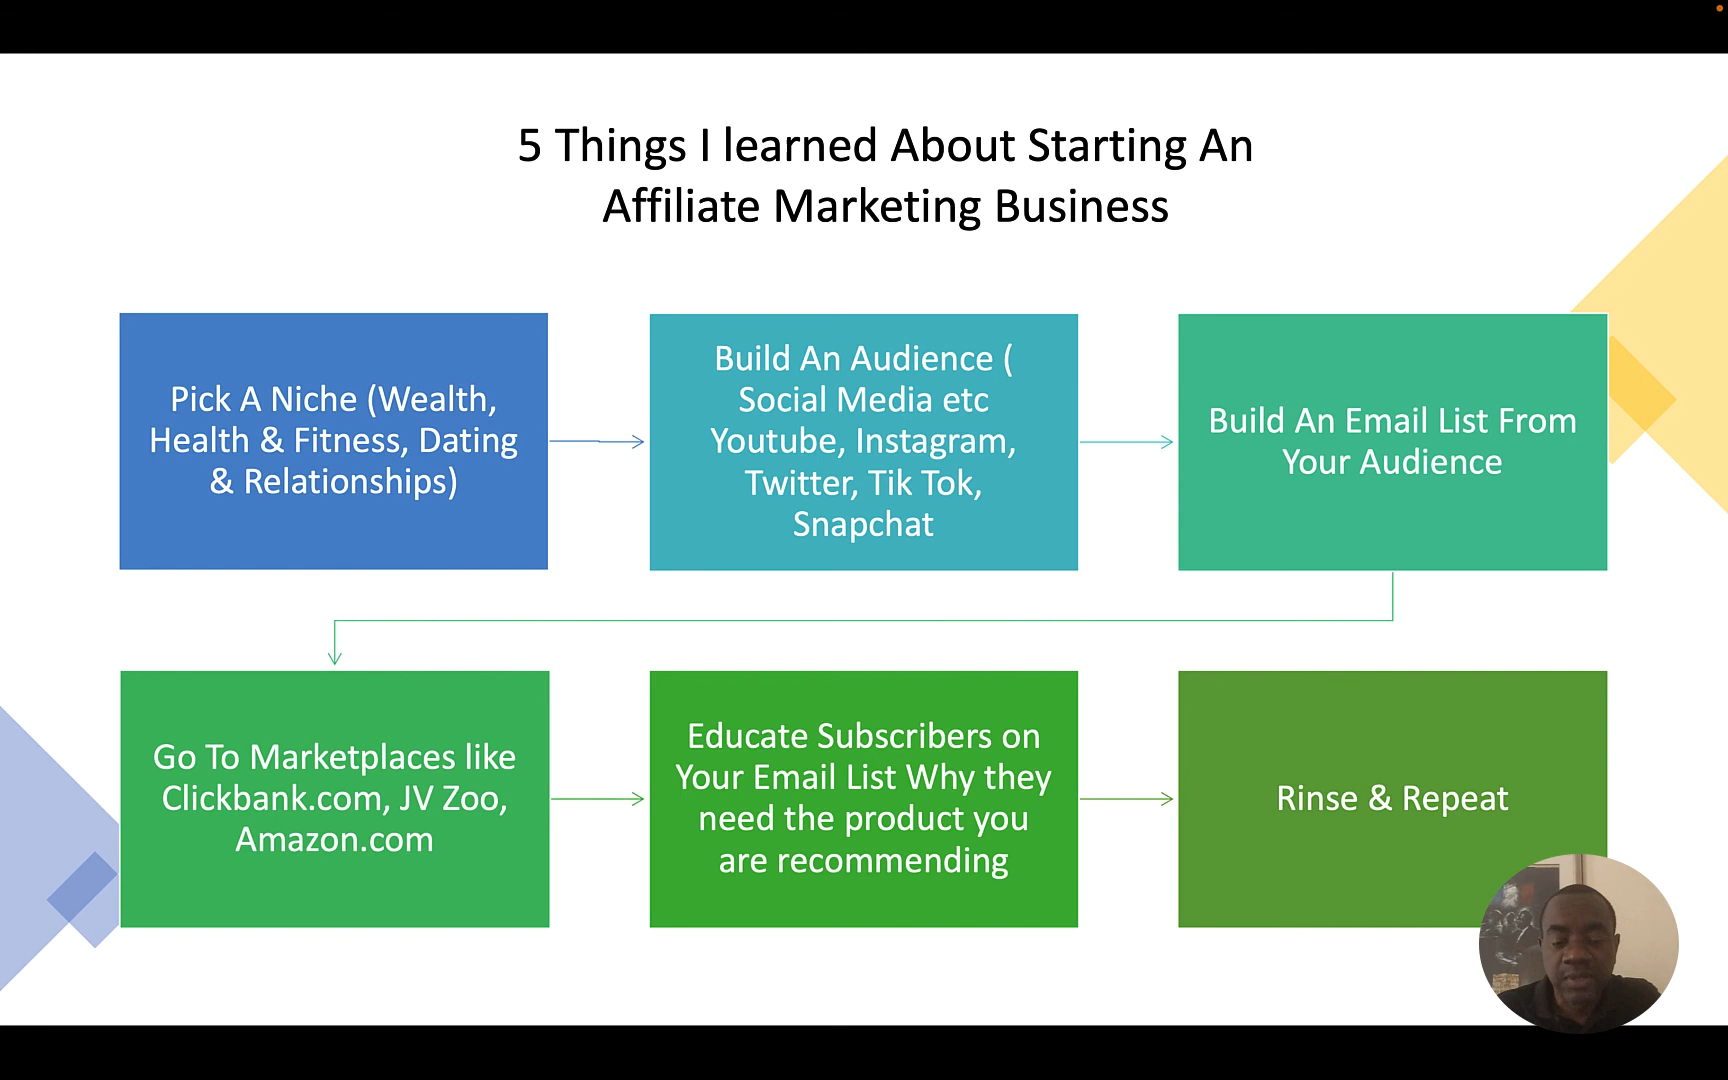 5 Things I learned About Starting An
Affiliate Marketing Business
Pick A Niche (Wealth,
Health & Fitness, Dating
& Relationships)
Build An Audience (
Social Media etc
Youtube, Instagram,
Twitter, Tik Tok,
Snapchat
Build An Email List From
Your Audience
Go To Marketplaces like
Clickbank.com, JV Zoo,
Amazon.com
Educate Subscribers on
Your Email List Why they
need the product you
are recommending
Rinse & Repeat